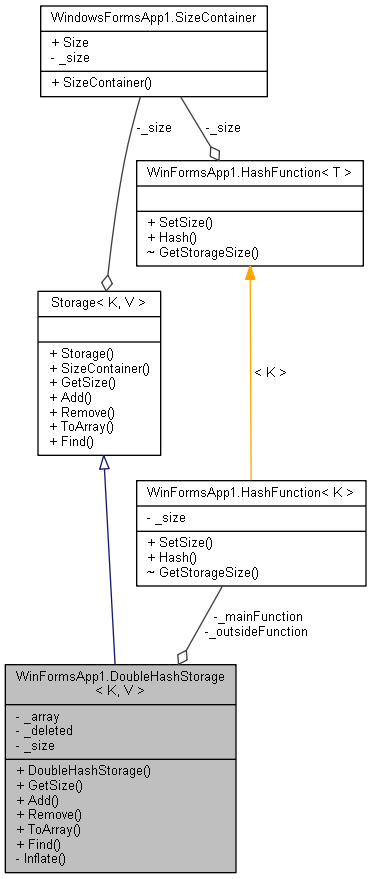 WindowsFormsApp1.SizeContainer
+ Size
- _size
+ SizeContainer()
-_size
-_size
WinFormsApp1.HashFunction< T >
+ SetSize()
+ Hash()
~ GetStorageSize()
Storage< K, V >
+ Storage()
+ SizeContainer()
+ GetSize()
+ Add()
+ Remove()
+ ToArray()
+ Find()
< K >
WinFormsApp1.HashFunction< K >
- _size
+ SetSize()
+ Hash()
~ GetStorageSize()
-_mainFunction
-_outsideFunction
WinFormsApp1.DoubleHashStorage
< K, V >
- _array
- _deleted
- _size
+ DoubleHashStorage()
+ GetSize()
+ Add()
+ Remove()
+ ToArray()
+ Find()
- Inflate()